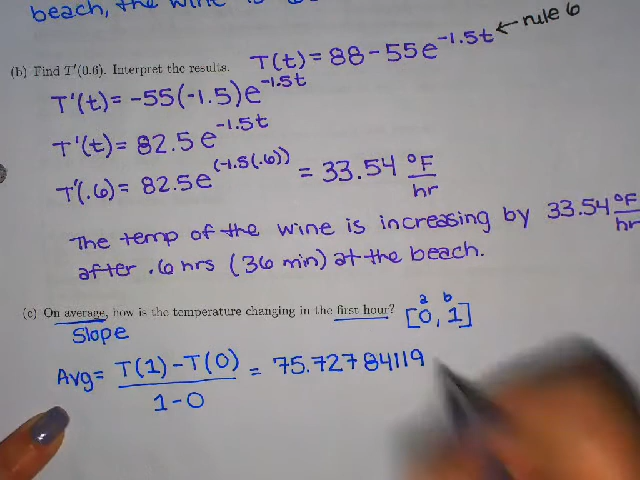 beach, the wine is
(b) Find T'(0.6). Interpret the results. T(t) = 88 - 55e^-1.5t ← rule 6
T'(t) = -55(-1.5)e^-1.5t
T'(t) = 82.5e^-1.5t
T'(.6) = 82.5e^(-1.5(.6)) = 33.54 °F/hr
The temp of the wine is increasing by 33.54 °F/hr
after .6 hrs (36 min) at the beach.
(c) On average, how is the temperature changing in the first hour? [0, 1]
a b
Slope
Avg = T(1) - T(0) / 1 - 0 = 75.72784119